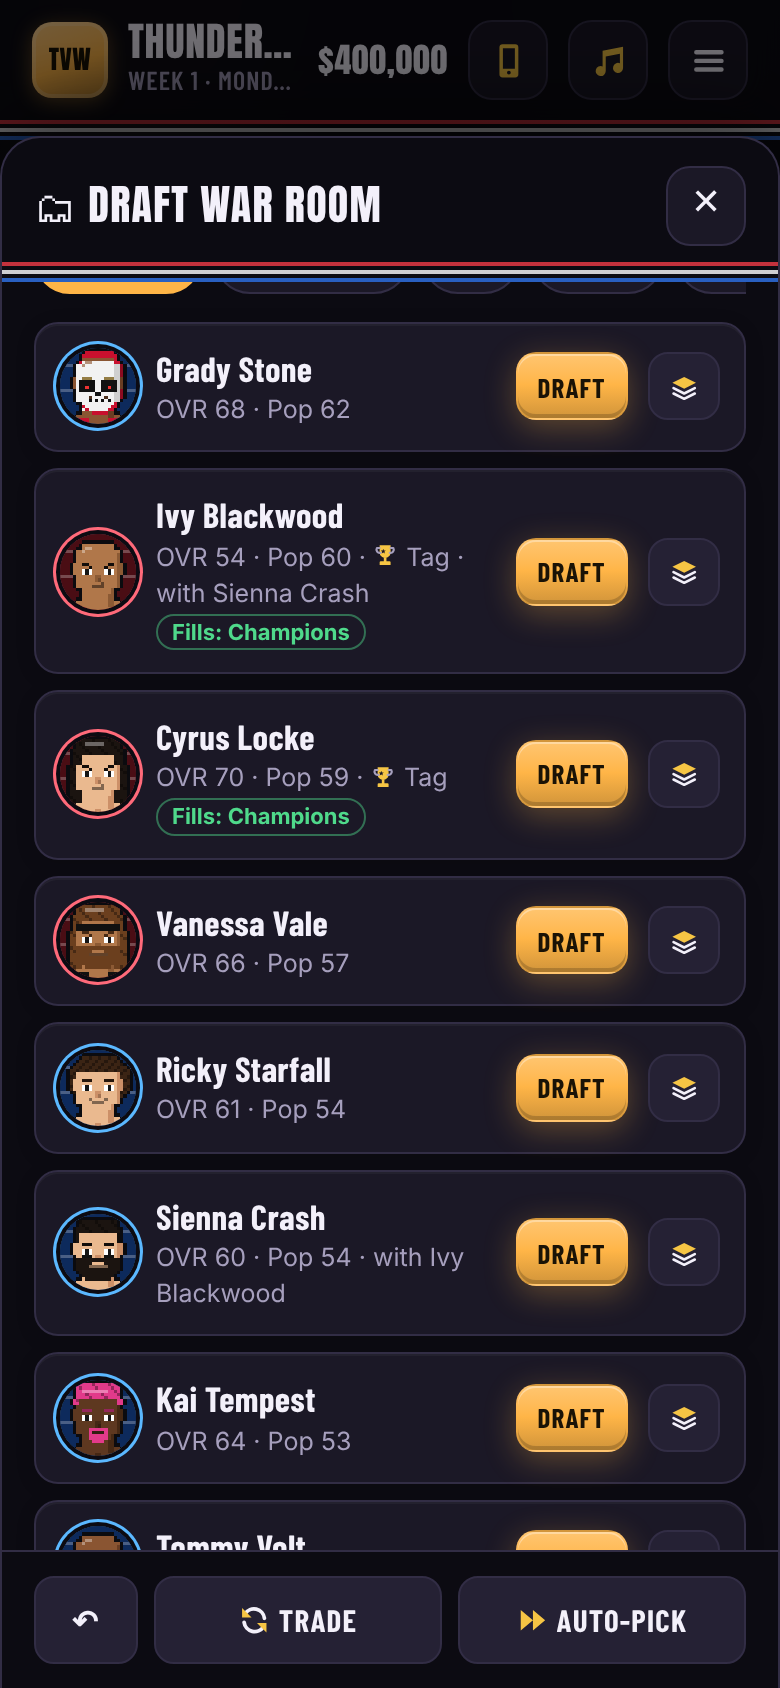 TVW
THUNDER...
WEEK 1 · MOND...
$400,000
DRAFT WAR ROOM
Grady Stone
OVR 68 · Pop 62
DRAFT
Ivy Blackwood
OVR 54 · Pop 60 · 🏆 Tag ·
with Sienna Crash
Fills: Champions
DRAFT
Cyrus Locke
OVR 70 · Pop 59 · 🏆 Tag
Fills: Champions
DRAFT
Vanessa Vale
OVR 66 · Pop 57
DRAFT
Ricky Starfall
OVR 61 · Pop 54
DRAFT
Sienna Crash
OVR 60 · Pop 54 · with Ivy
Blackwood
DRAFT
Kai Tempest
OVR 64 · Pop 53
DRAFT
Tommy Volt
TRADE
AUTO-PICK